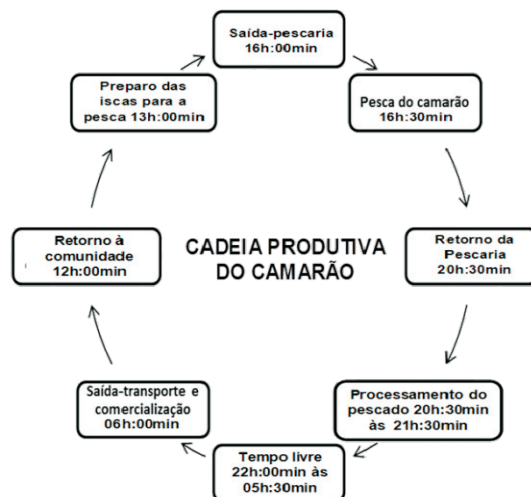 Saída-pescaria
16h:00min
Pesca do camarão
16h:30min
Retorno da
Pescaria
20h:30min
Processamento do
pescado 20h:30min
às 21h:30min
Tempo livre
22h:00min às
05h:30min
Saída-transporte e
comercialização
06h:00min
Retorno à
comunidade
12h:00min
Preparo das
iscas para a
pesca 13h:00min
CADEIA PRODUTIVA
DO CAMARÃO